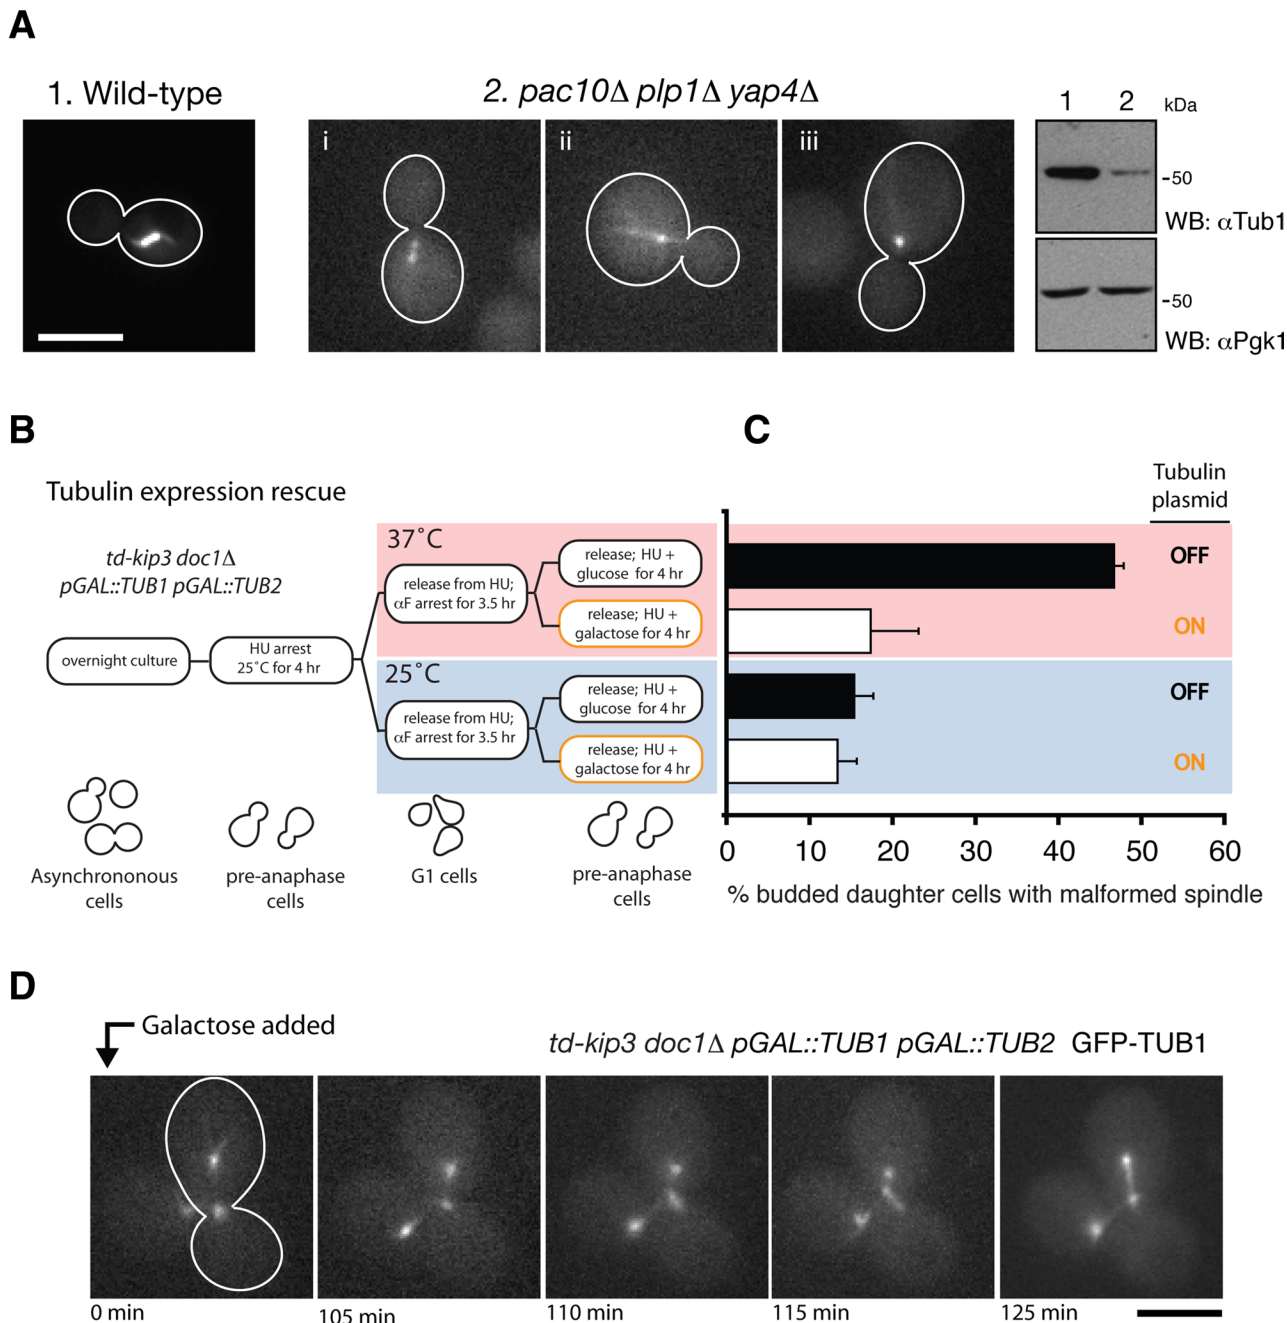 A
1. Wild-type
2. pac10Δ plp1Δ yap4Δ
1 2 kDa
i
ii
iii
-50
WB: αTub1
-50
WB: αPgk1
B
C
Tubulin expression rescue
td-kip3 doc1Δ
pGAL::TUB1 pGAL::TUB2
overnight culture
HU arrest
25˚C for 4 hr
37˚C
release from HU;
αF arrest for 3.5 hr
release; HU +
glucose for 4 hr
release; HU +
galactose for 4 hr
25˚C
release from HU;
αF arrest for 3.5 hr
release; HU +
glucose for 4 hr
release; HU +
galactose for 4 hr
Asynchrononous
cells
pre-anaphase
cells
G1 cells
pre-anaphase
cells
Tubulin
plasmid
OFF
ON
OFF
ON
0 10 20 30 40 50 60
% budded daughter cells with malformed spindle
D
Galactose added
td-kip3 doc1Δ pGAL::TUB1 pGAL::TUB2 GFP-TUB1
0 min
105 min
110 min
115 min
125 min